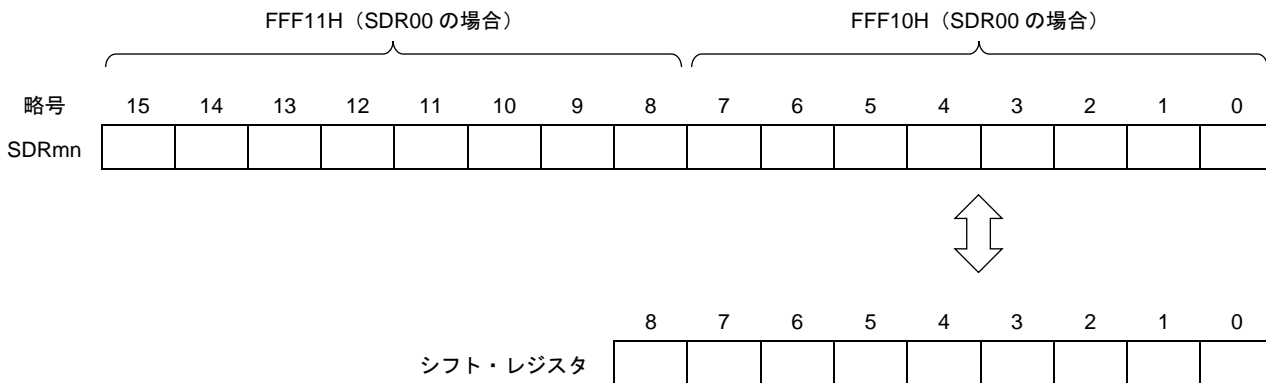 FFF11H（SDR00 の場合） FFF10H（SDR00 の場合）
略号 15 14 13 12 11 10 9 8 7 6 5 4 3 2 1 0
SDRmn
8 7 6 5 4 3 2 1 0
シフト・レジスタ